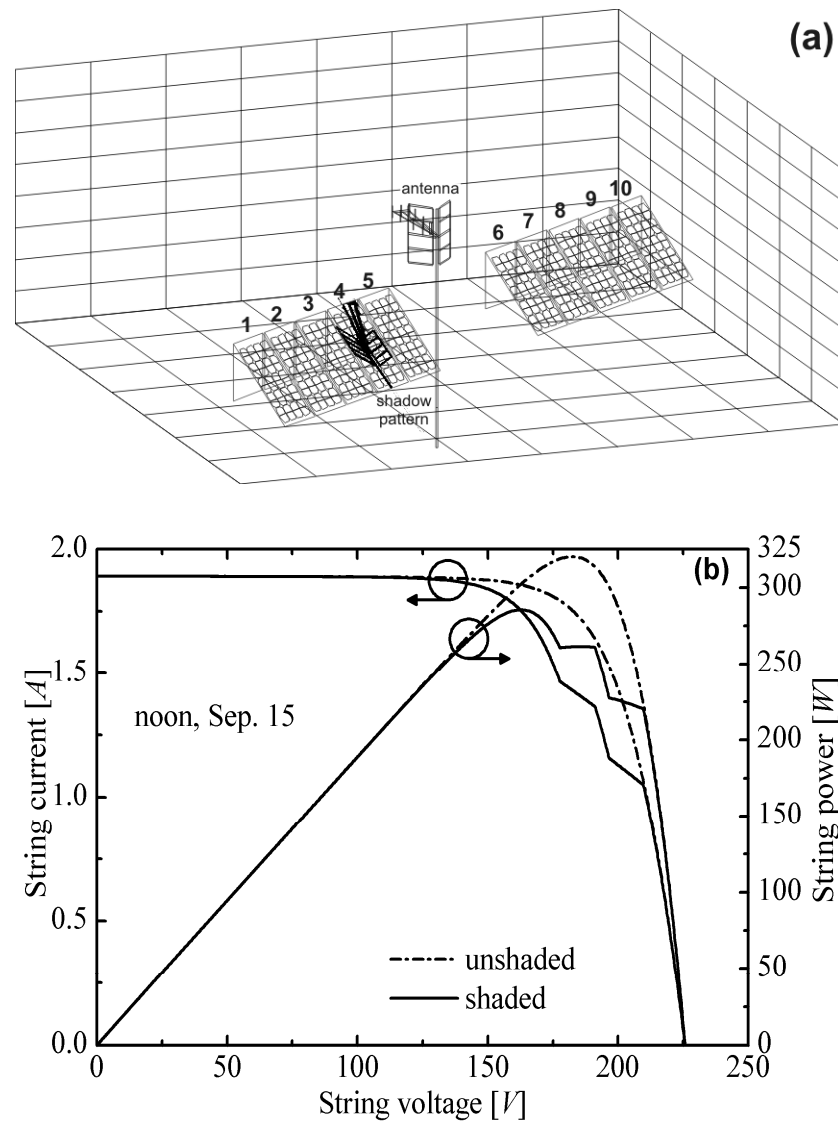 (a)
antenna
1 2 3 4 5
6 7 8 9 10
shadow
pattern
(b)
2.0
1.5
1.0
0.5
0.0
String current [A]
325
300
250
200
150
100
50
0
String power [W]
noon, Sep. 15
unshaded
shaded
0 50 100 150 200 250
String voltage [V]